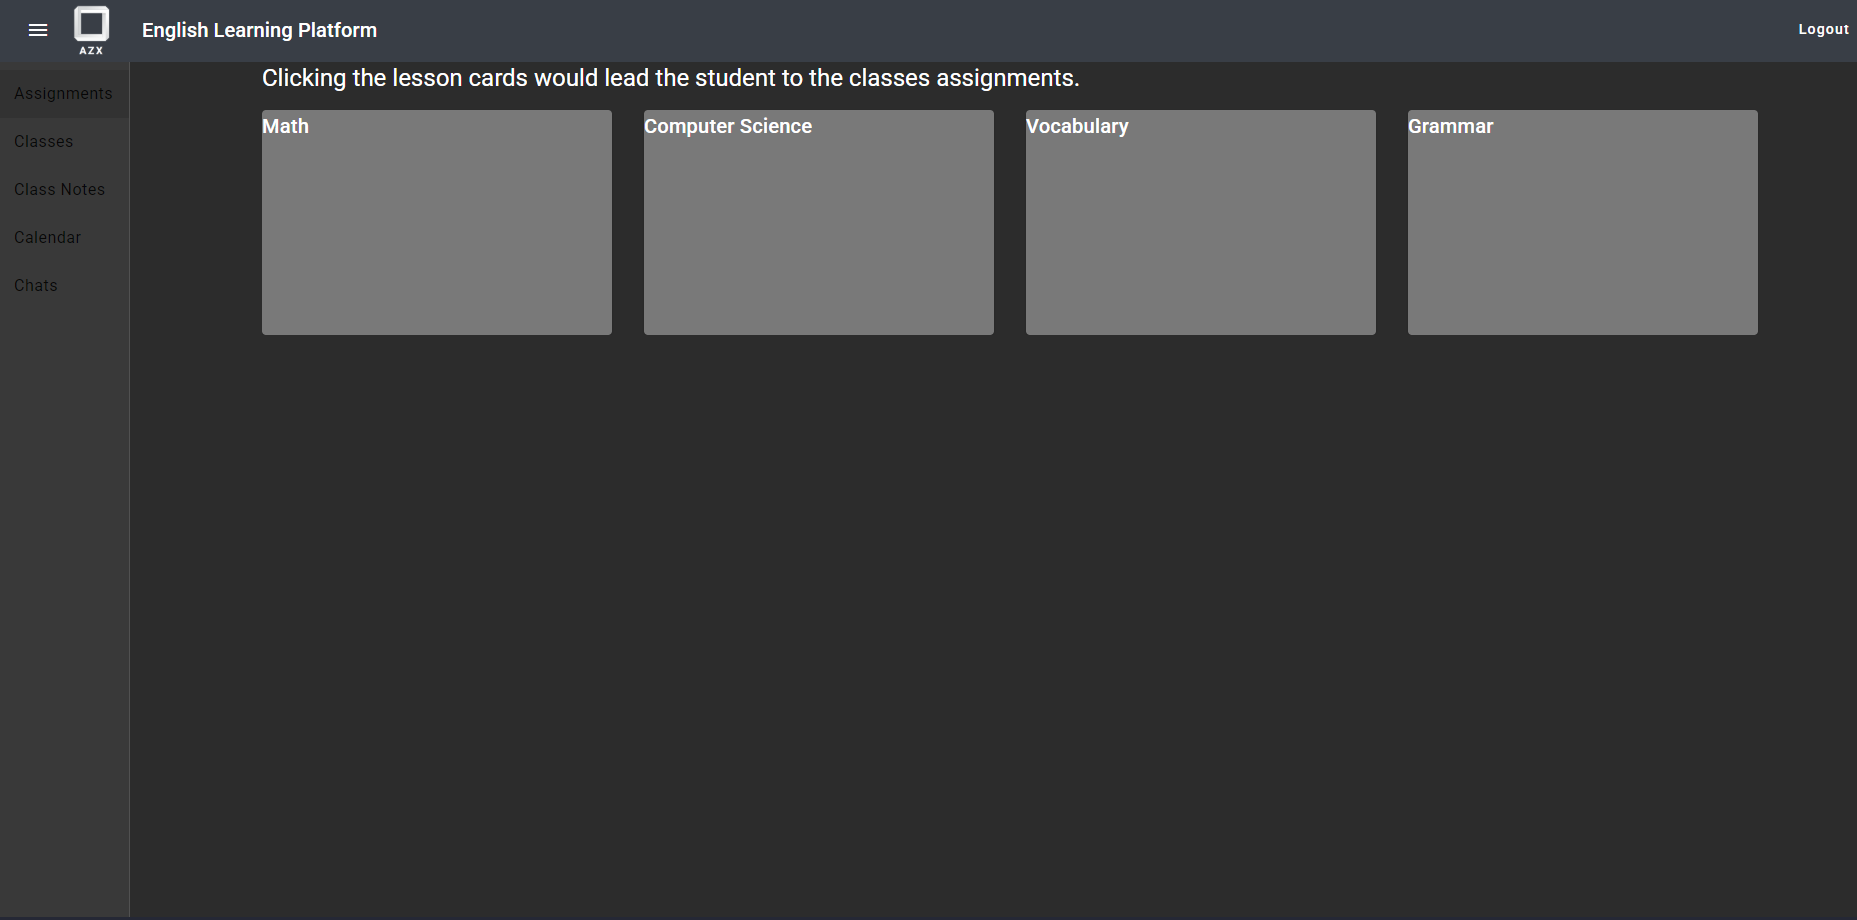 AZX
English Learning Platform
Logout
Assignments
Classes
Class Notes
Calendar
Chats
Clicking the lesson cards would lead the student to the classes assignments.
Math
Computer Science
Vocabulary
Grammar